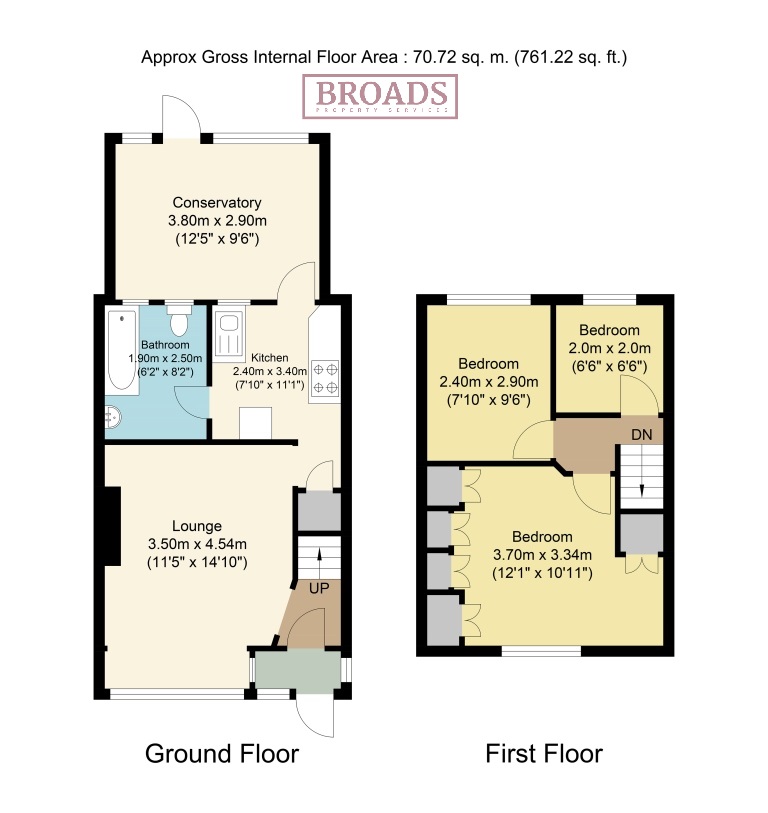 Approx Gross Internal Floor Area : 70.72 sq. m. (761.22 sq. ft.)
BROADS
PROPERTY SERVICES
Conservatory
3.80m x 2.90m
(12'5" x 9'6")
Bathroom
1.90m x 2.50m
(6'2" x 8'2")
Kitchen
2.40m x 3.40m
(7'10" x 11'1")
Lounge
3.50m x 4.54m
(11'5" x 14'10")
UP
Bedroom
2.40m x 2.90m
(7'10" x 9'6")
Bedroom
2.0m x 2.0m
(6'6" x 6'6")
DN
Bedroom
3.70m x 3.34m
(12'1" x 10'11")
Ground Floor
First Floor